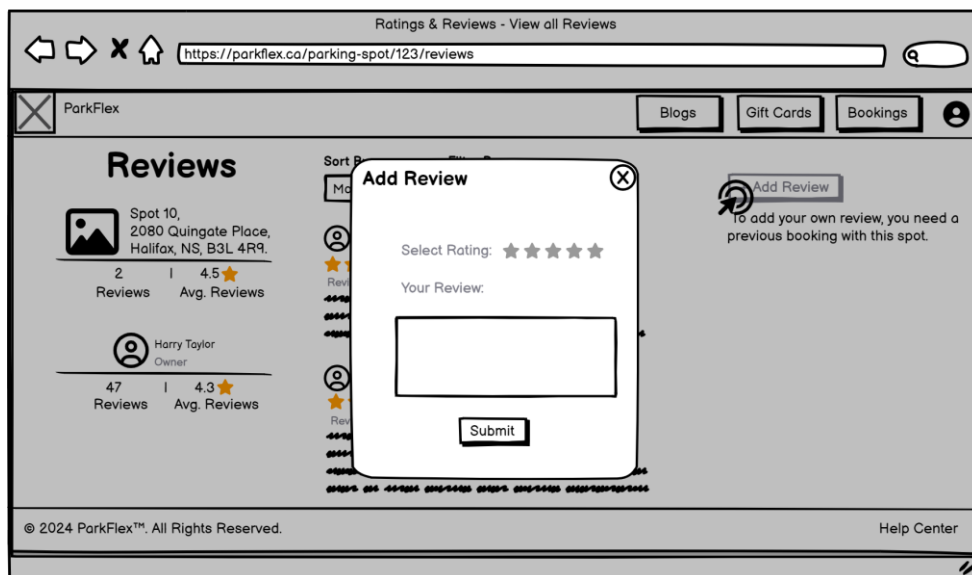 Ratings & Reviews - View all Reviews
https://parkflex.ca/parking-spot/123/reviews
ParkFlex
Blogs
Gift Cards
Bookings
Reviews
Spot 10,
2080 Quingate Place,
Halifax, NS, B3L 4R9.
2 | 4.5
Reviews Avg. Reviews
Harry Taylor
Owner
47 | 4.3
Reviews Avg. Reviews
Sort
Add Review
Select Rating:
Your Review:
Submit
Add Review
To add your own review, you need a
previous booking with this spot.
© 2024 ParkFlex™. All Rights Reserved.
Help Center